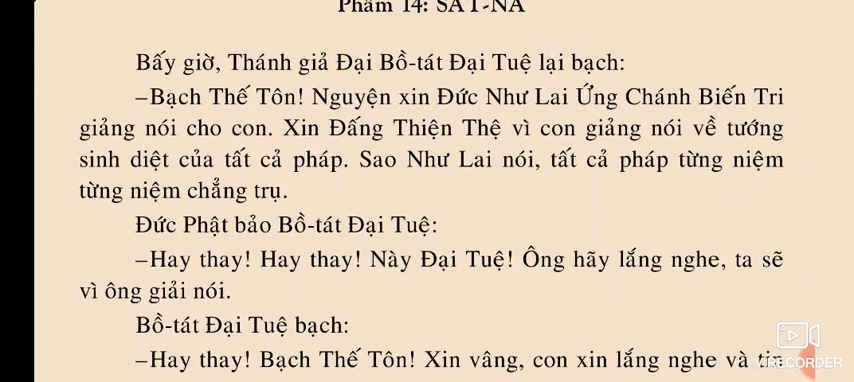 Phẩm 14: SÁT-NA
Bấy giờ, Thánh giả Đại Bồ-tát Đại Tuệ lại bạch:
–Bạch Thế Tôn! Nguyện xin Đức Như Lai Ứng Chánh Biến Tri
giảng nói cho con. Xin Đấng Thiện Thệ vì con giảng nói về tướng
sinh diệt của tất cả pháp. Sao Như Lai nói, tất cả pháp từng niệm
từng niệm chẳng trụ.
Đức Phật bảo Bồ-tát Đại Tuệ:
–Hay thay! Hay thay! Này Đại Tuệ! Ông hãy lắng nghe, ta sẽ
vì ông giải nói.
Bồ-tát Đại Tuệ bạch:
–Hay thay! Bạch Thế Tôn! Xin vâng, con xin lắng nghe và
RECORDER